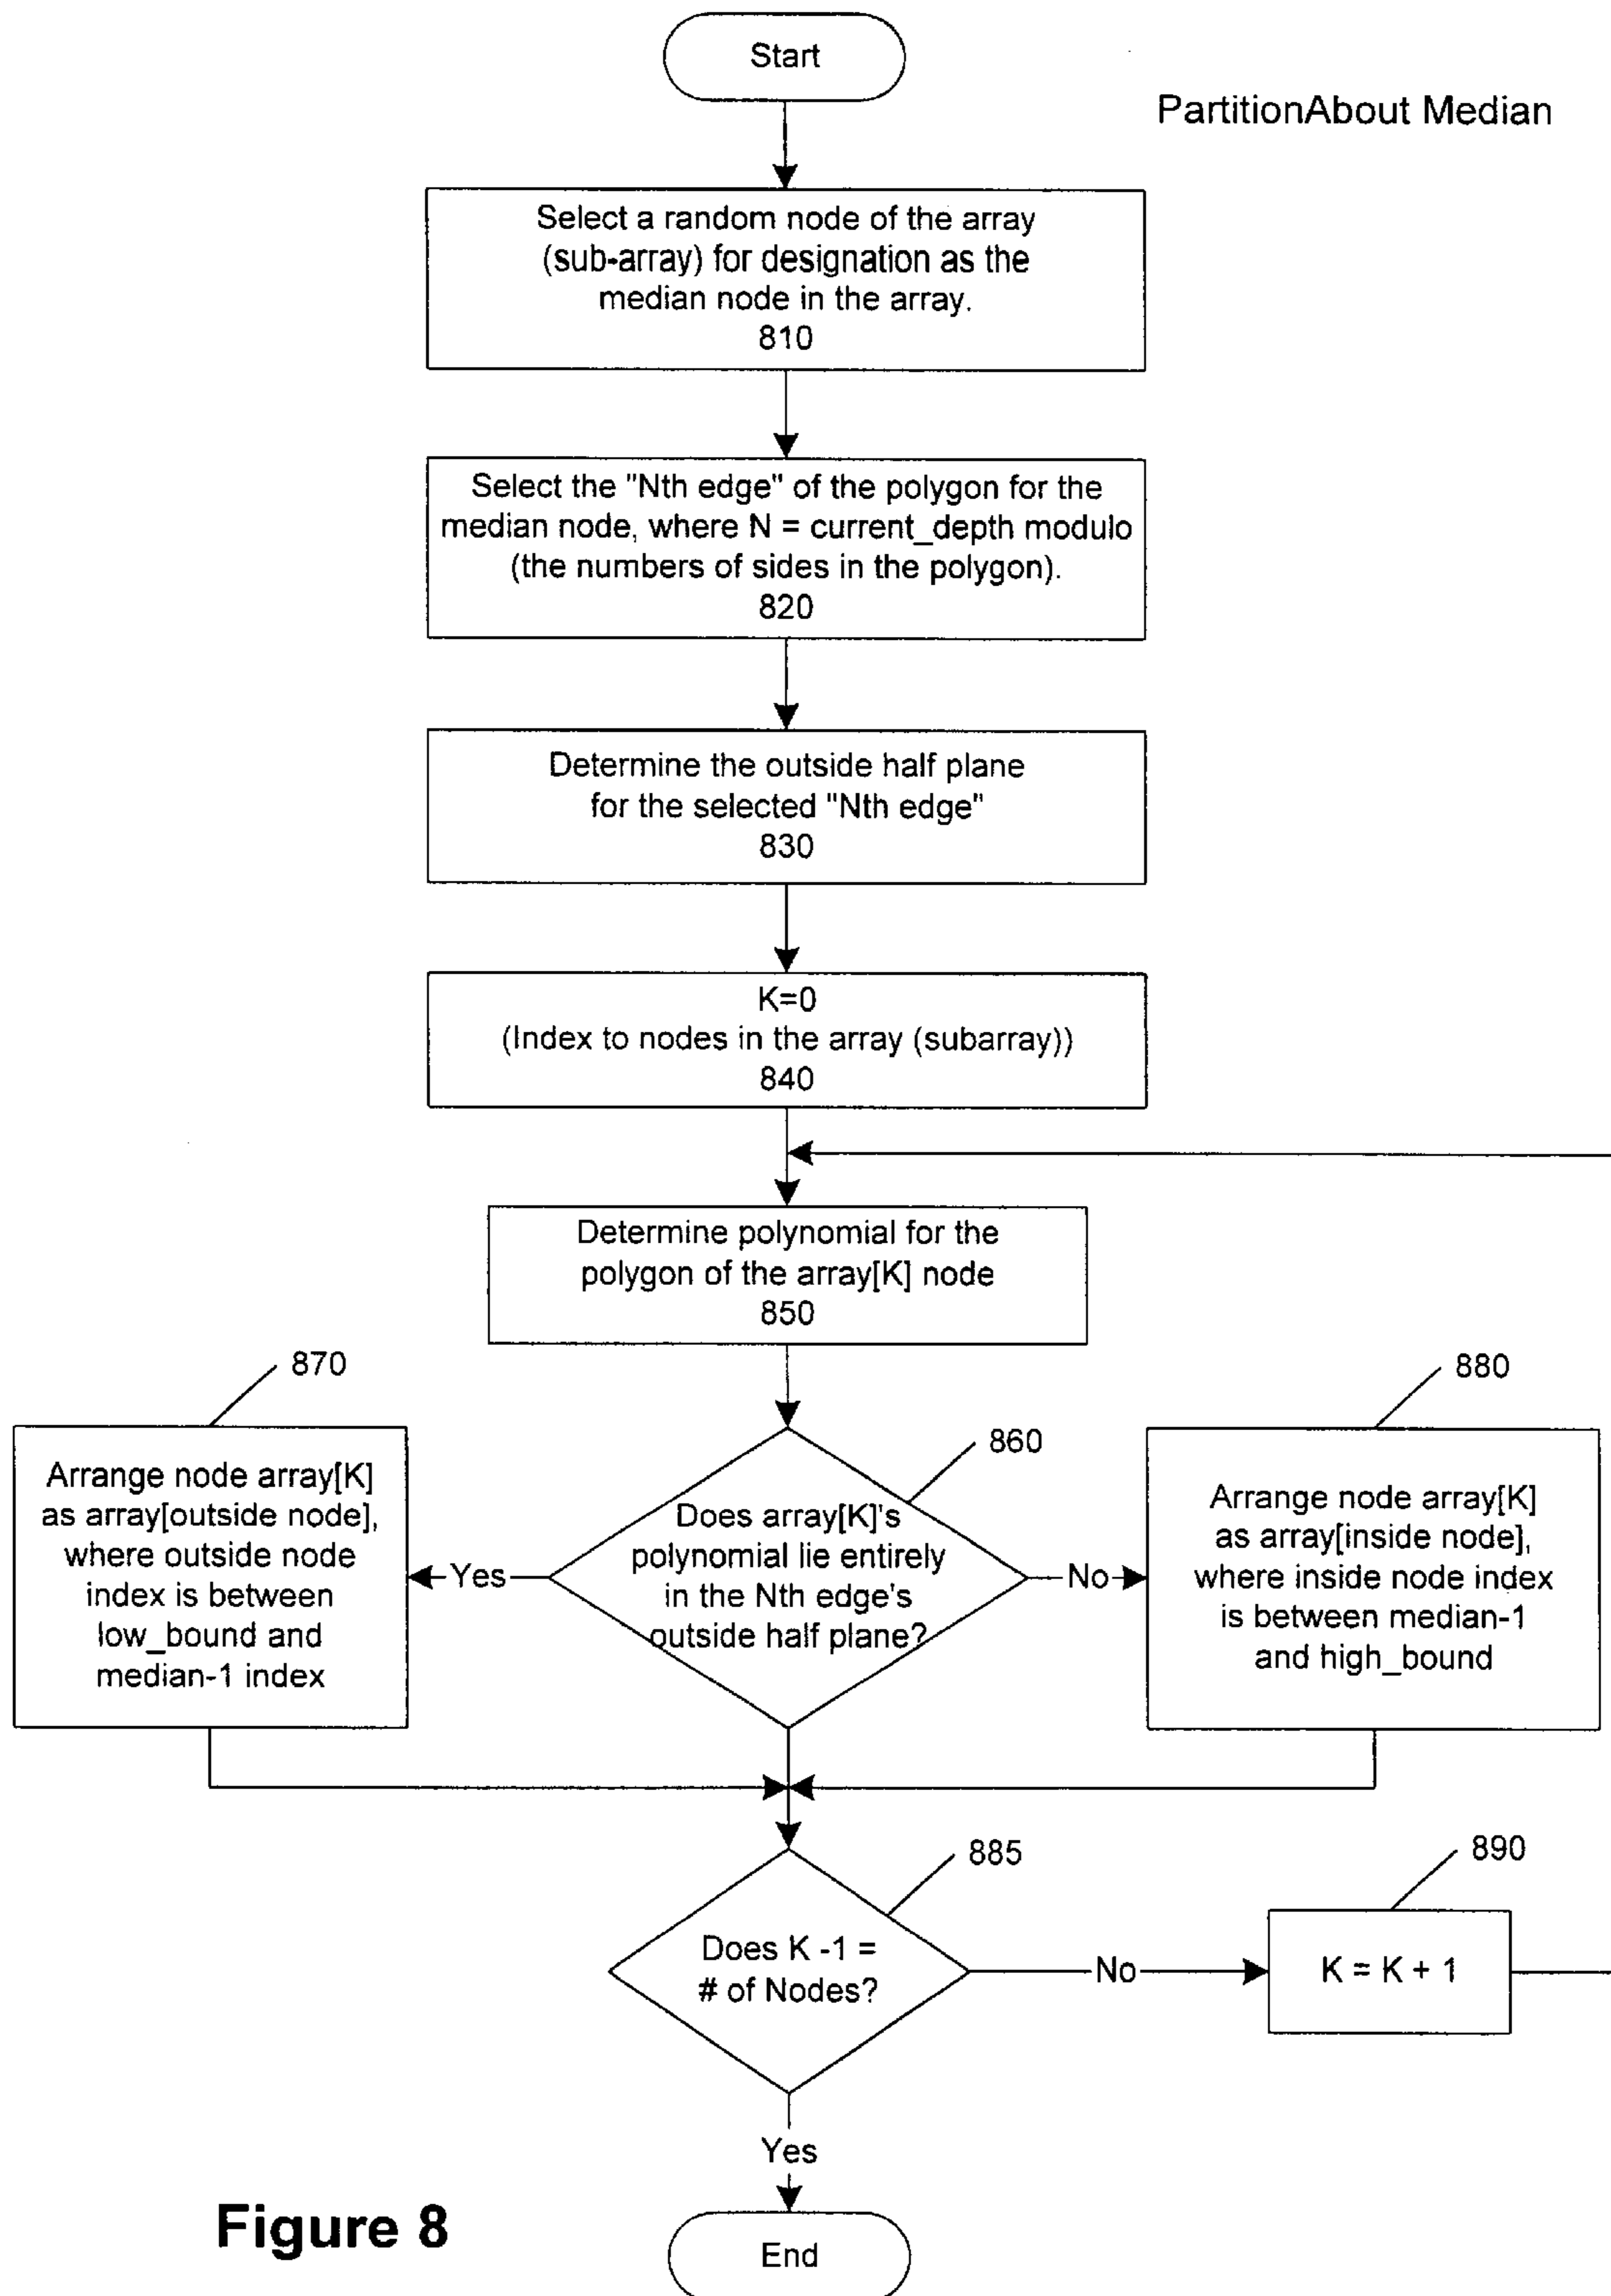 Start
PartitionAbout Median
Select a random node of the array
(sub-array) for designation as the
median node in the array.
810
Select the "Nth edge" of the polygon for the
median node, where N = current_depth modulo
(the numbers of sides in the polygon).
820
Determine the outside half plane
for the selected "Nth edge"
830
K=0
(Index to nodes in the array (subarray))
840
Determine polynomial for the
polygon of the array[K] node
850
870
880
860
Arrange node array[K]
as array[outside node],
where outside node
index is between
low_bound and
median-1 index
Yes
Does array[K]'s
polynomial lie entirely
in the Nth edge's
outside half plane?
No
Arrange node array[K]
as array[inside node],
where inside node index
is between median-1
and high_bound
885
890
Does K -1 =
# of Nodes?
No
K = K + 1
Yes
End
Figure 8